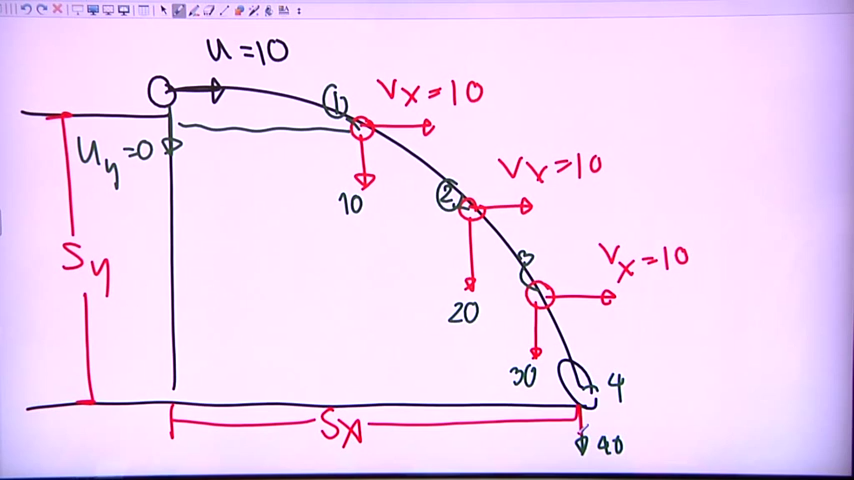 u = 10
1
Vx = 10
Uy = 0
10
2
Vx = 10
Sy
20
3
Vx = 10
30
4
Sx
40